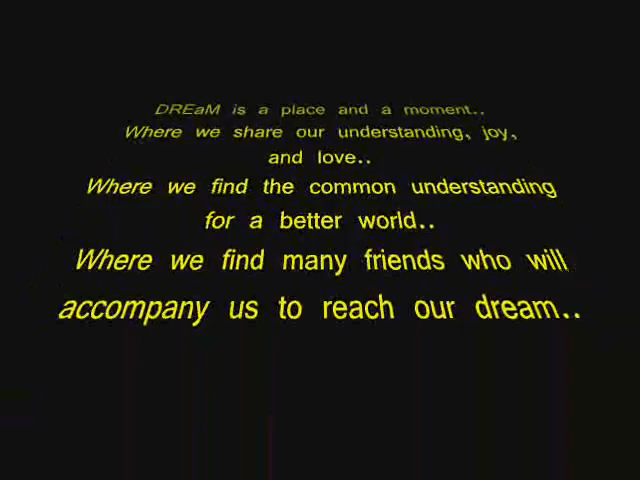 DREaM is a place and a moment..
Where we share our understanding, joy,
and love..
Where we find the common understanding
for a better world..
Where we find many friends who will
accompany us to reach our dream..